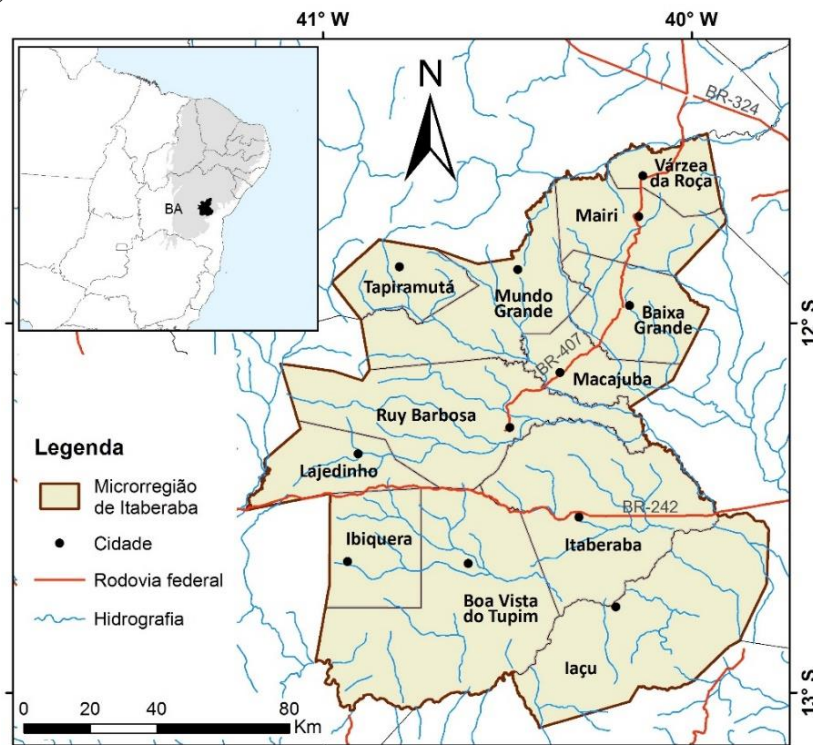 41° W
40° W
N
BA
BR-324
Várzea
da Roça
Mairi
Tapiramutá
Mundo
Grande
Baixa
Grande
12° S
BR-407
Macajuba
Ruy Barbosa
Legenda
Microrregião
de Itaberaba
Cidade
Rodovia federal
Hidrografia
Lajedinho
BR-242
Itaberaba
Ibiquera
Boa Vista
do Tupim
Iaçu
13° S
0 20 40 80
Km